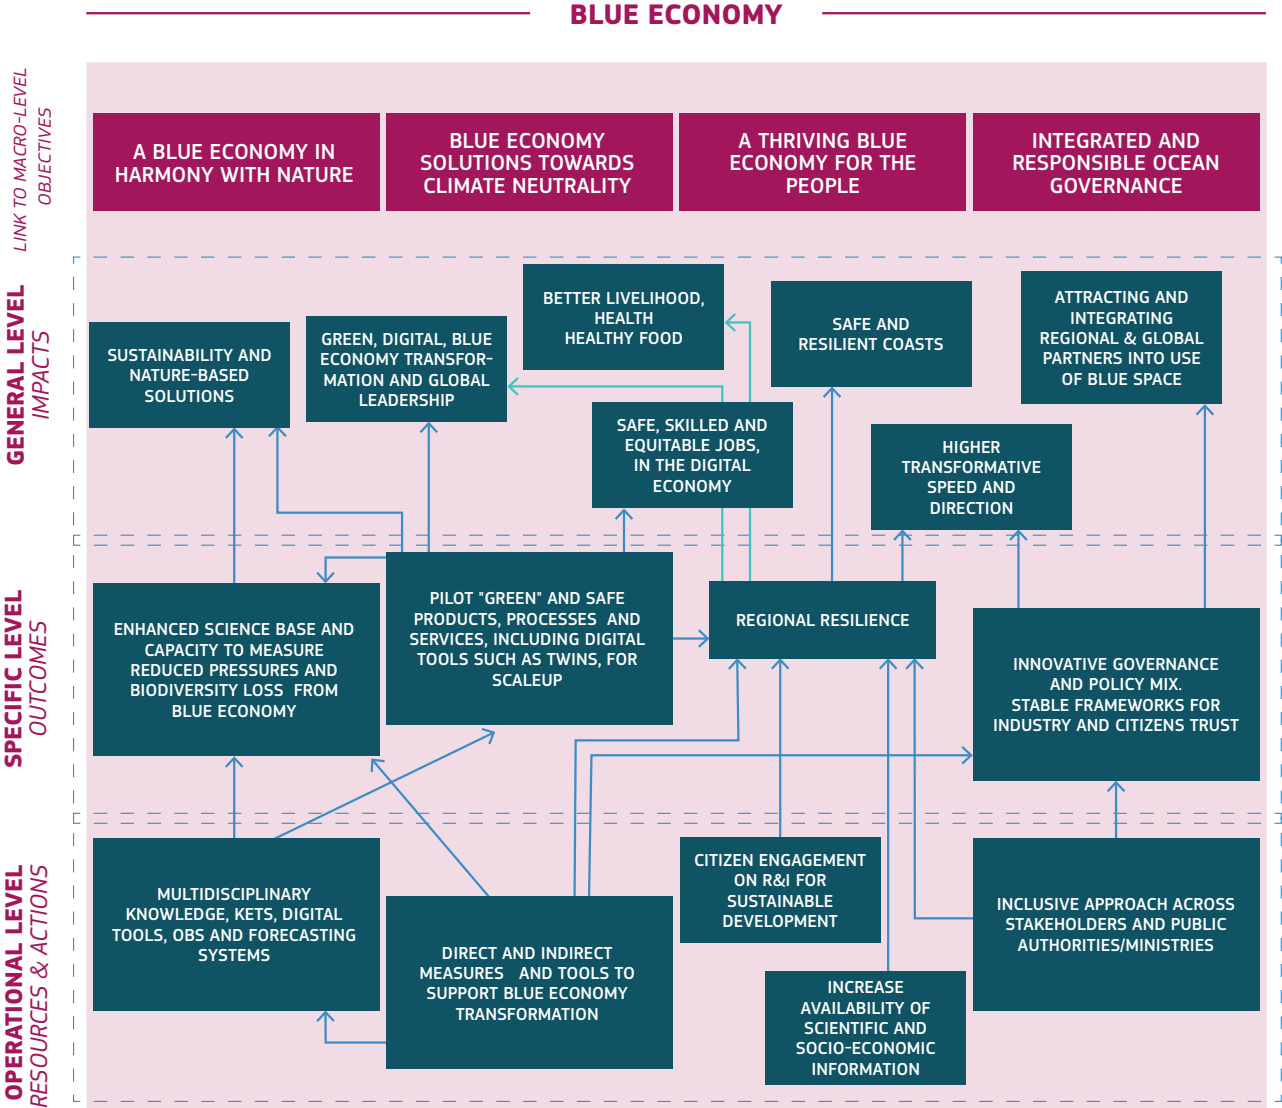 BLUE ECONOMY
LINK TO MACRO-LEVEL
OBJECTIVES
A BLUE ECONOMY IN
HARMONY WITH NATURE
BLUE ECONOMY
SOLUTIONS TOWARDS
CLIMATE NEUTRALITY
A THRIVING BLUE
ECONOMY FOR THE
PEOPLE
INTEGRATED AND
RESPONSIBLE OCEAN
GOVERNANCE
GENERAL LEVEL
IMPACTS
SUSTAINABILITY AND
NATURE-BASED
SOLUTIONS
GREEN, DIGITAL, BLUE
ECONOMY TRANSFOR-
MATION AND GLOBAL
LEADERSHIP
BETTER LIVELIHOOD,
HEALTH
HEALTHY FOOD
SAFE, SKILLED AND
EQUITABLE JOBS,
IN THE DIGITAL
ECONOMY
SAFE AND
RESILIENT COASTS
HIGHER
TRANSFORMATIVE
SPEED AND
DIRECTION
ATTRACTING AND
INTEGRATING
REGIONAL & GLOBAL
PARTNERS INTO USE
OF BLUE SPACE
SPECIFIC LEVEL
OUTCOMES
ENHANCED SCIENCE BASE AND
CAPACITY TO MEASURE
REDUCED PRESSURES AND
BIODIVERSITY LOSS FROM
BLUE ECONOMY
PILOT "GREEN" AND SAFE
PRODUCTS, PROCESSES AND
SERVICES, INCLUDING DIGITAL
TOOLS SUCH AS TWINS, FOR
SCALEUP
REGIONAL RESILIENCE
INNOVATIVE GOVERNANCE
AND POLICY MIX.
STABLE FRAMEWORKS FOR
INDUSTRY AND CITIZENS TRUST
OPERATIONAL LEVEL
RESOURCES & ACTIONS
MULTIDISCIPLINARY
KNOWLEDGE, KETS, DIGITAL
TOOLS, OBS AND FORECASTING
SYSTEMS
DIRECT AND INDIRECT
MEASURES AND TOOLS TO
SUPPORT BLUE ECONOMY
TRANSFORMATION
CITIZEN ENGAGEMENT
ON R&I FOR
SUSTAINABLE
DEVELOPMENT
INCREASE
AVAILABILITY OF
SCIENTIFIC AND
SOCIO-ECONOMIC
INFORMATION
INCLUSIVE APPROACH ACROSS
STAKEHOLDERS AND PUBLIC
AUTHORITIES/MINISTRIES